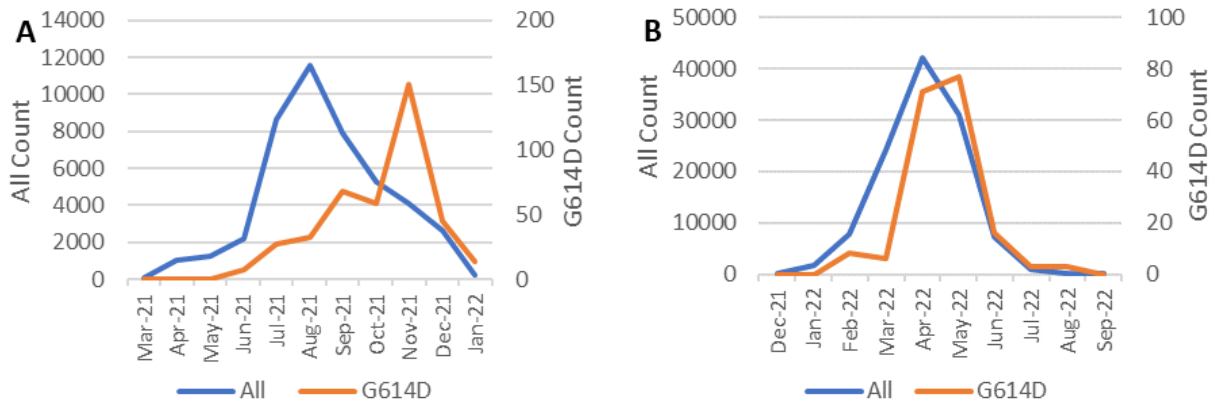 A
14000
12000
10000
8000
6000
4000
2000
0
All Count
200
150
100
50
0
G614D Count
Mar-21
Apr-21
May-21
Jun-21
Jul-21
Aug-21
Sep-21
Oct-21
Nov-21
Dec-21
Jan-22
All
G614D
B
50000
40000
30000
20000
10000
0
All Count
100
80
60
40
20
0
G614D Count
Dec-21
Jan-22
Feb-22
Mar-22
Apr-22
May-22
Jun-22
Jul-22
Aug-22
Sep-22
All
G614D